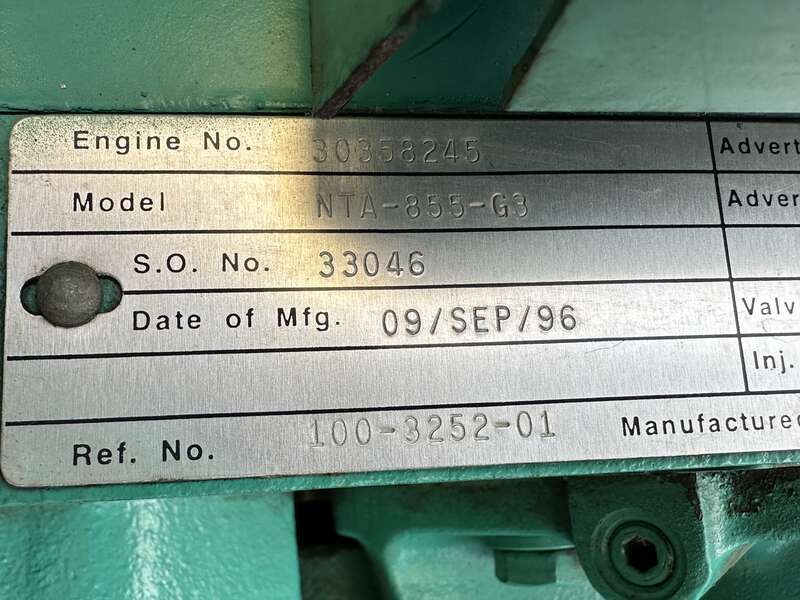 Engine No. 30358245 Advert
Model NTA-855-G3 Adver
S.O. No. 33046
Date of Mfg. 09/SEP/96 Valv
Inj.
Ref. No. 100-3252-01 Manufactured